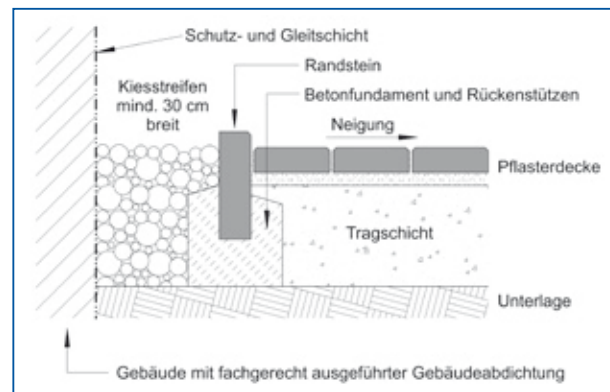 Schutz- und Gleitschicht
Kiesstreifen
mind. 30 cm
breit
Randstein
Betonfundament und Rückenstützen
Neigung
Pflasterdecke
Tragschicht
Unterlage
Gebäude mit fachgerecht ausgeführter Gebäudeabdichtung